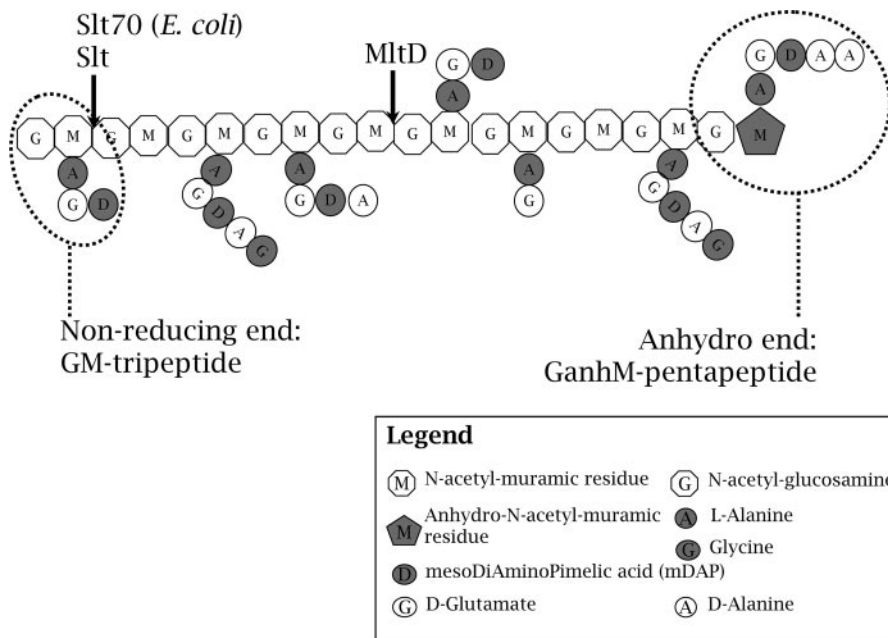 Slt70 (E. coli)
Slt
MltD
G D
A
G D A A
A
G M G M G M G M G M G M G M G M G M G M
A
G D
A
G
D
A
G
A
G D A
A
G
A
G
D
A
G
Non-reducing end:
GM-tripeptide
Anhydro end:
GanhM-pentapeptide
Legend
M N-acetyl-muramic residue
G N-acetyl-glucosamine
M Anhydro-N-acetyl-muramic
residue
A L-Alanine
G Glycine
D mesoDiAminoPimelic acid (mDAP)
G D-Glutamate
A D-Alanine